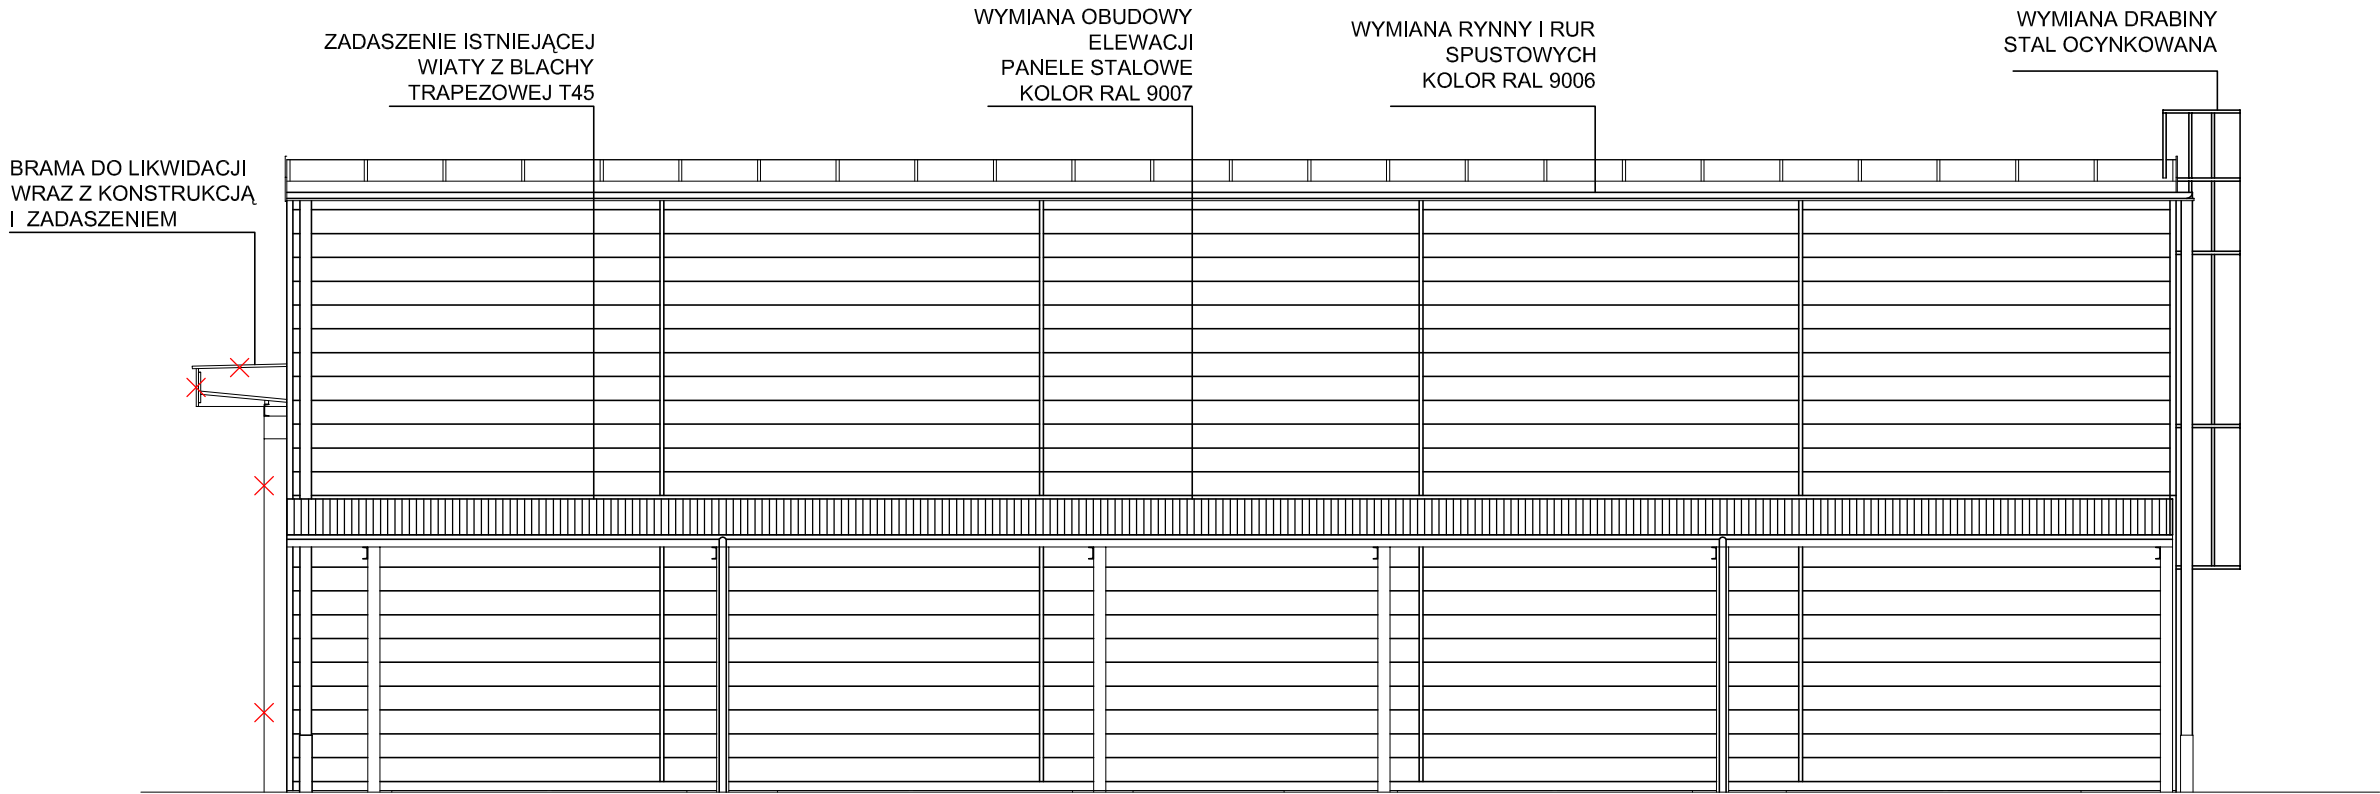 ZADASZENIE ISTNIEJĄCEJ
WIATY Z BLACHY
TRAPEZOWEJ T45
WYMIANA OBUDOWY
ELEWACJI
PANELE STALOWE
KOLOR RAL 9007
WYMIANA RYNNY I RUR
SPUSTOWYCH
KOLOR RAL 9006
WYMIANA DRABINY
STAL OCYNKOWANA
BRAMA DO LIKWIDACJI
WRAZ Z KONSTRUKCJĄ
I ZADASZENIEM